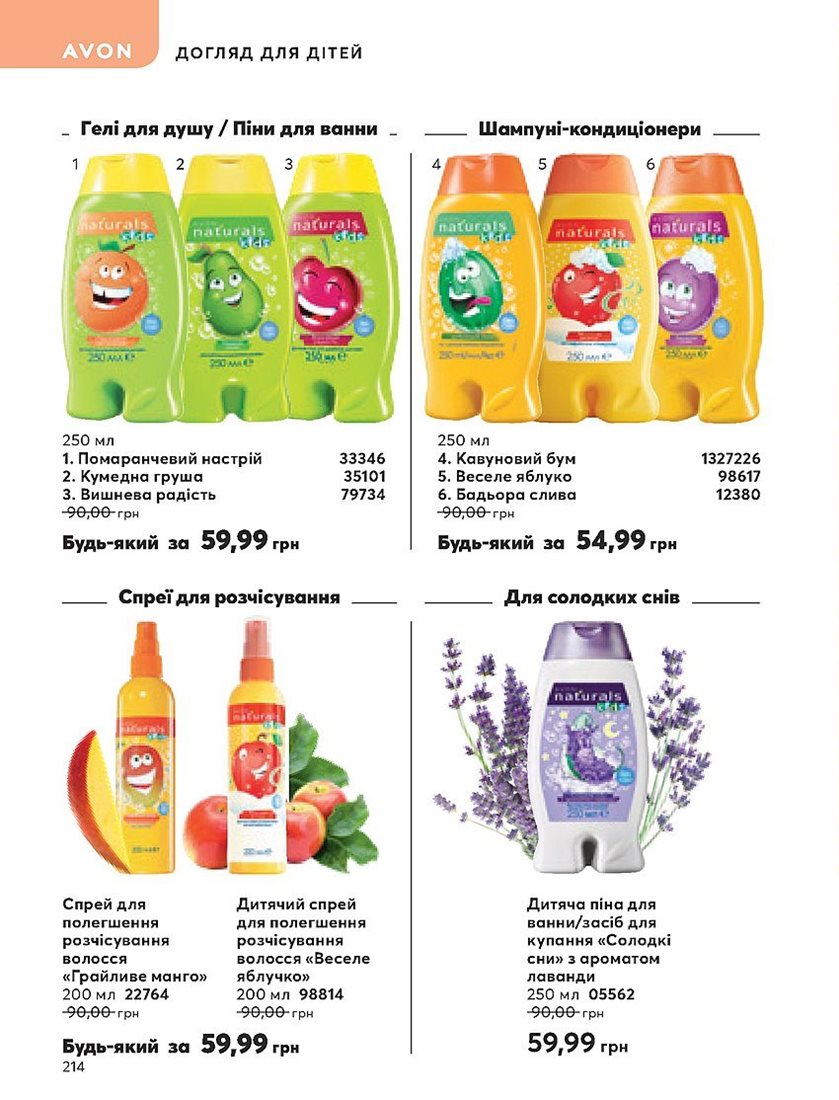 AVON
ДОГЛЯД ДЛЯ ДІТЕЙ
Гелі для душу / Піни для ванни
1
2
3
naturals
kids
250 мл
naturals
kids
250 мл
naturals
kids
250 мл
250 мл
1. Помаранчевий настрій 33346
2. Кумедна груша 35101
3. Вишнева радість 79734
90,00 грн
Будь-який за 59,99 грн
Шампуні-кондиціонери
4
5
6
naturals
kids
naturals
kids
250 мл
naturals
kids
250 мл
250 мл
4. Кавуновий бум 1327226
5. Веселе яблуко 98617
6. Бадьора слива 12380
90,00 грн
Будь-який за 54,99 грн
Спреї для розчісування
naturals
kids
naturals
kids
Спрей для
полегшення
розчісування
волосся
«Грайливе манго»
200 мл 22764
90,00 грн
Дитячий спрей
для полегшення
розчісування
волосся «Веселе
яблучко»
200 мл 98814
90,00 грн
Будь-який за 59,99 грн
Для солодких снів
naturals
kids
250 мл
Дитяча піна для
ванни/засіб для
купання «Солодкі
сни» з ароматом
лаванди
250 мл 05562
90,00 грн
59,99 грн
214